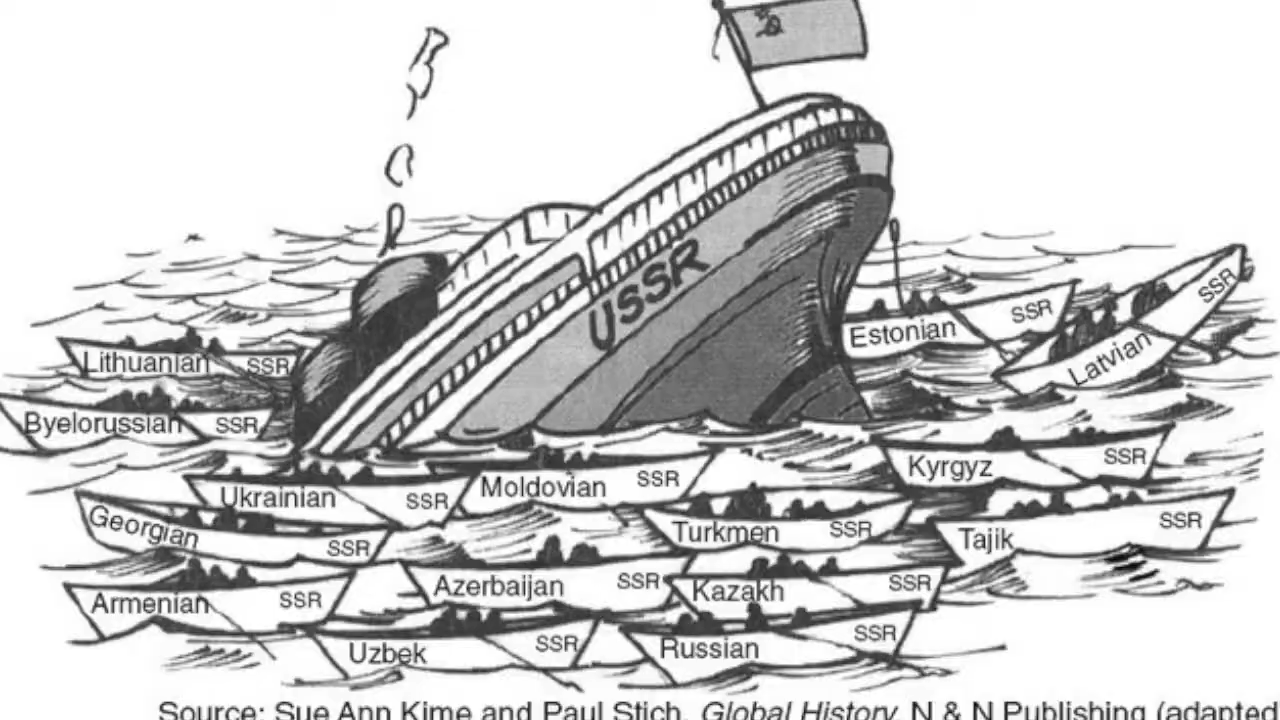 USSR
SSR
Estonian SSR
Latvian
Lithuanian SSR
Byelorussian SSR
Kyrgyz SSR
Ukrainian SSR
Moldovian SSR
Georgian SSR
Turkmen SSR
Tajik SSR
Armenian SSR
Azerbaijan SSR
Kazakh SSR
Uzbek SSR
Russian SSR
Source: Sue Ann Kime and Paul Stich, Global History, N & N Publishing (adapted